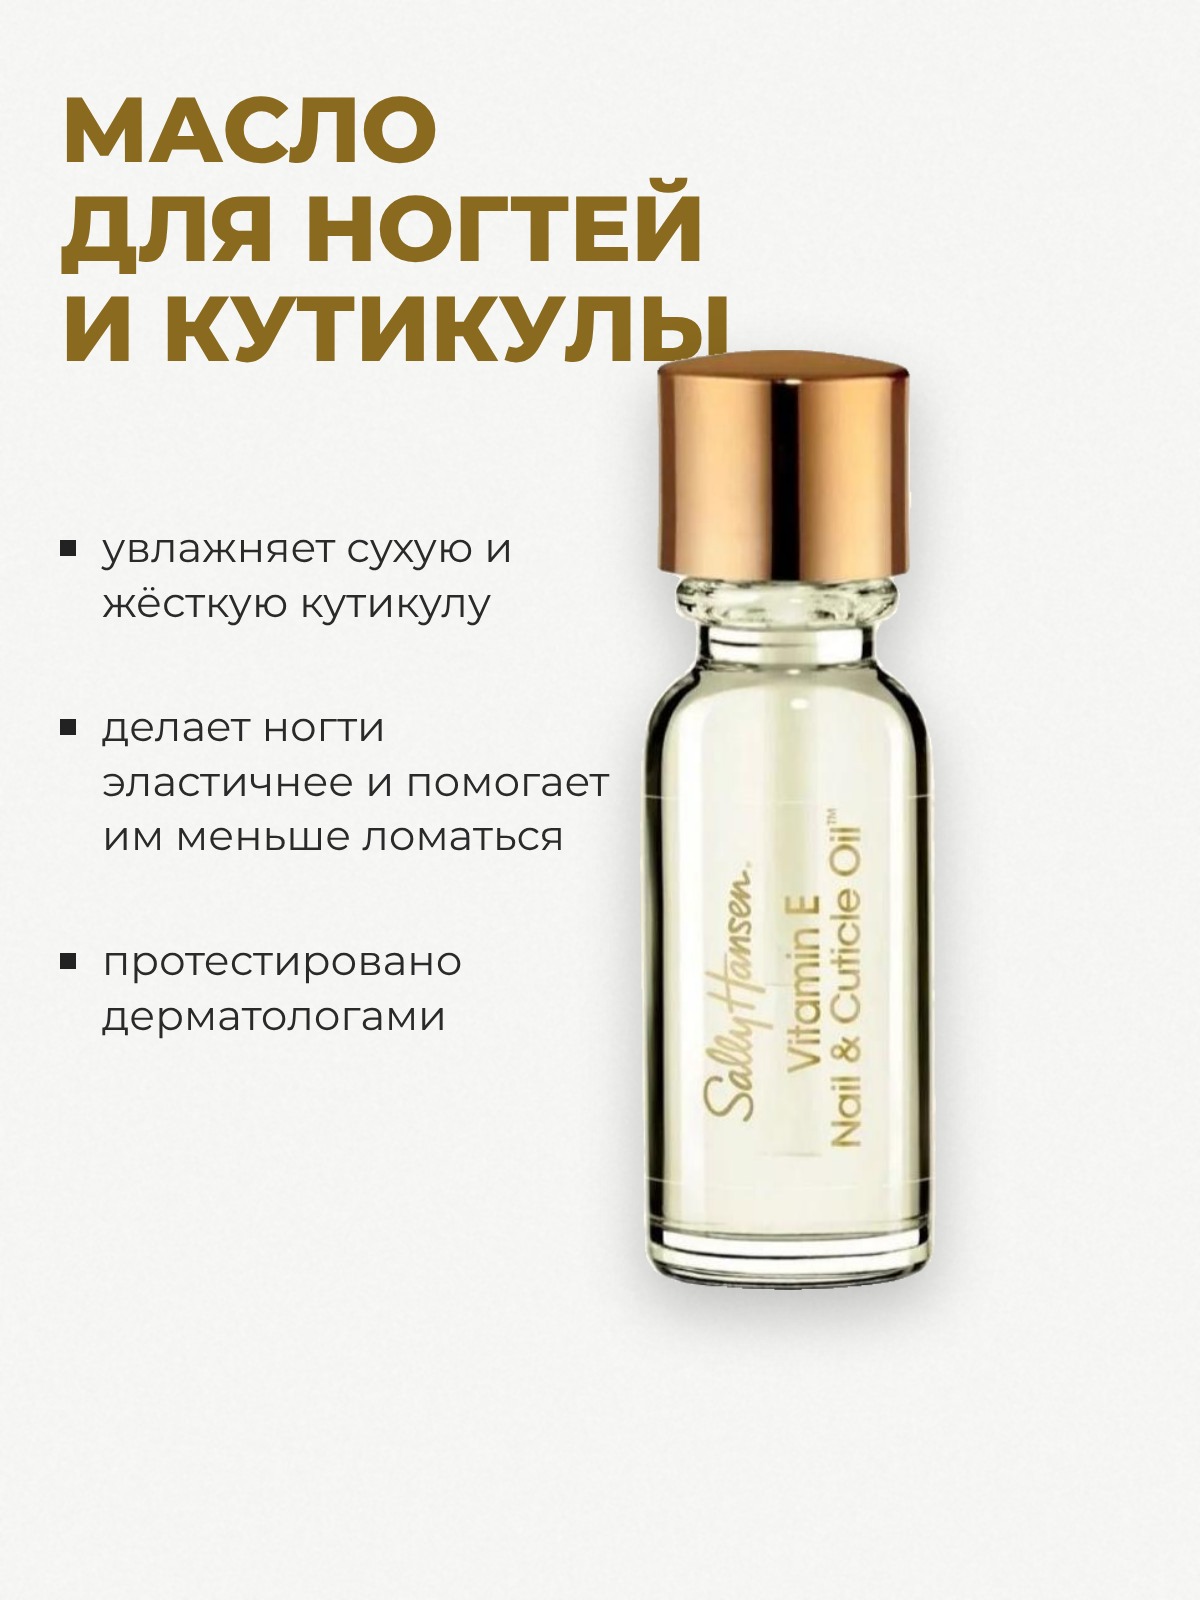 МАСЛО
ДЛЯ НОГТЕЙ
И КУТИКУЛЫ
увлажняет сухую и
жёсткую кутикулу
делает ногти
эластичнее и помогает
им меньше ломаться
протестировано
дерматологами
Sally Hansen.
Vitamin E
Nail & Cuticle Oil™